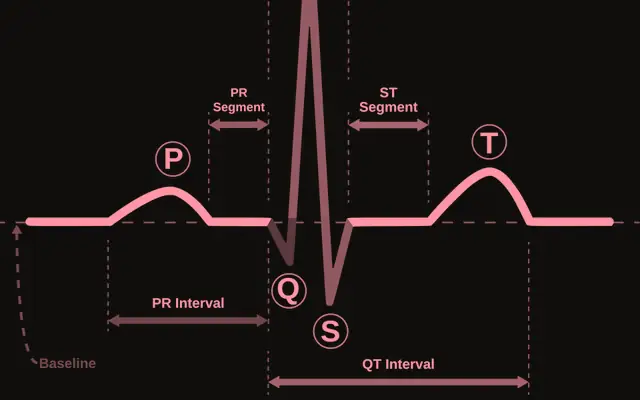 PR
Segment
ST
Segment
P
T
Q
PR Interval
S
Baseline
QT Interval